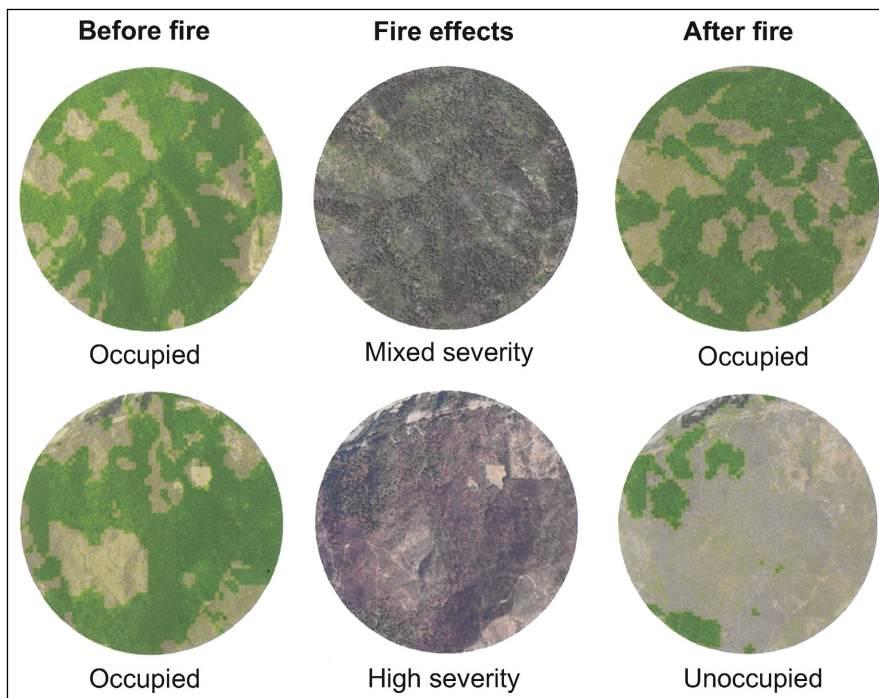 Before fire
Fire effects
After fire
Occupied
Mixed severity
Occupied
Occupied
High severity
Unoccupied